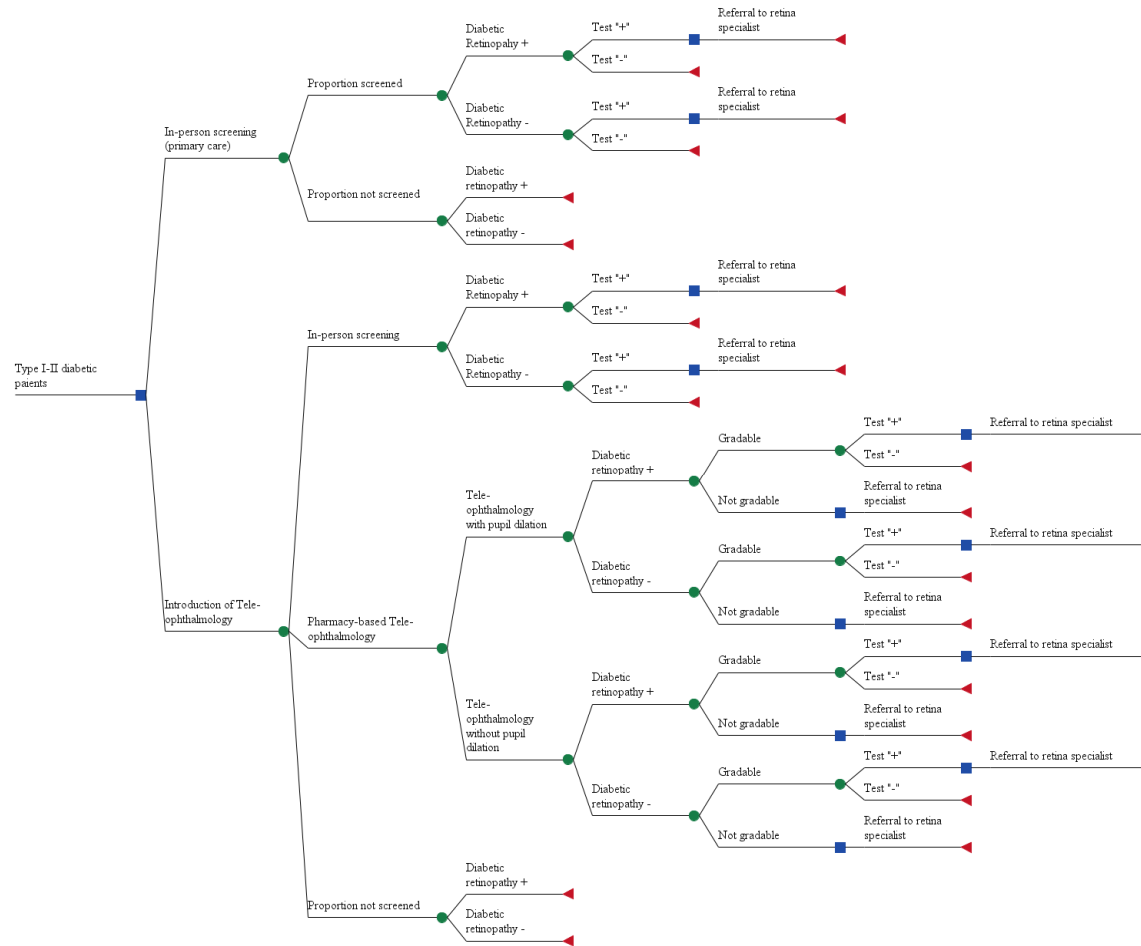 Type I-II diabetic
paients
In-person screening
(primary care)
Proportion screened
Diabetic
Retinopahy +
Test "+"
Referral to retina
specialist
Test "-"
Diabetic
Retinopathy -
Test "+"
Referral to retina
specialist
Test "-"
Proportion not screened
Diabetic
retinopathy +
Diabetic
retinopathy -
Introduction of Tele-
ophthalmology
In-person screening
Diabetic
Retinopahy +
Test "+"
Referral to retina
specialist
Test "-"
Diabetic
Retinopathy -
Test "+"
Referral to retina
specialist
Test "-"
Pharmacy-based Tele-
ophthalmology
Tele-
ophthalmology
with pupil dilation
Diabetic
retinopathy +
Gradable
Test "+"
Referral to retina specialist
Test "-"
Not gradable
Referral to retina
specialist
Diabetic
retinopathy -
Gradable
Test "+"
Referral to retina specialist
Test "-"
Not gradable
Referral to retina
specialist
Tele-
ophthalmology
without pupil
dilation
Diabetic
retinopathy +
Gradable
Test "+"
Referral to retina specialist
Test "-"
Not gradable
Referral to retina
specialist
Diabetic
retinopathy -
Gradable
Test "+"
Referral to retina specialist
Test "-"
Not gradable
Referral to retina
specialist
Proportion not screened
Diabetic
retinopathy +
Diabetic
retinopathy -